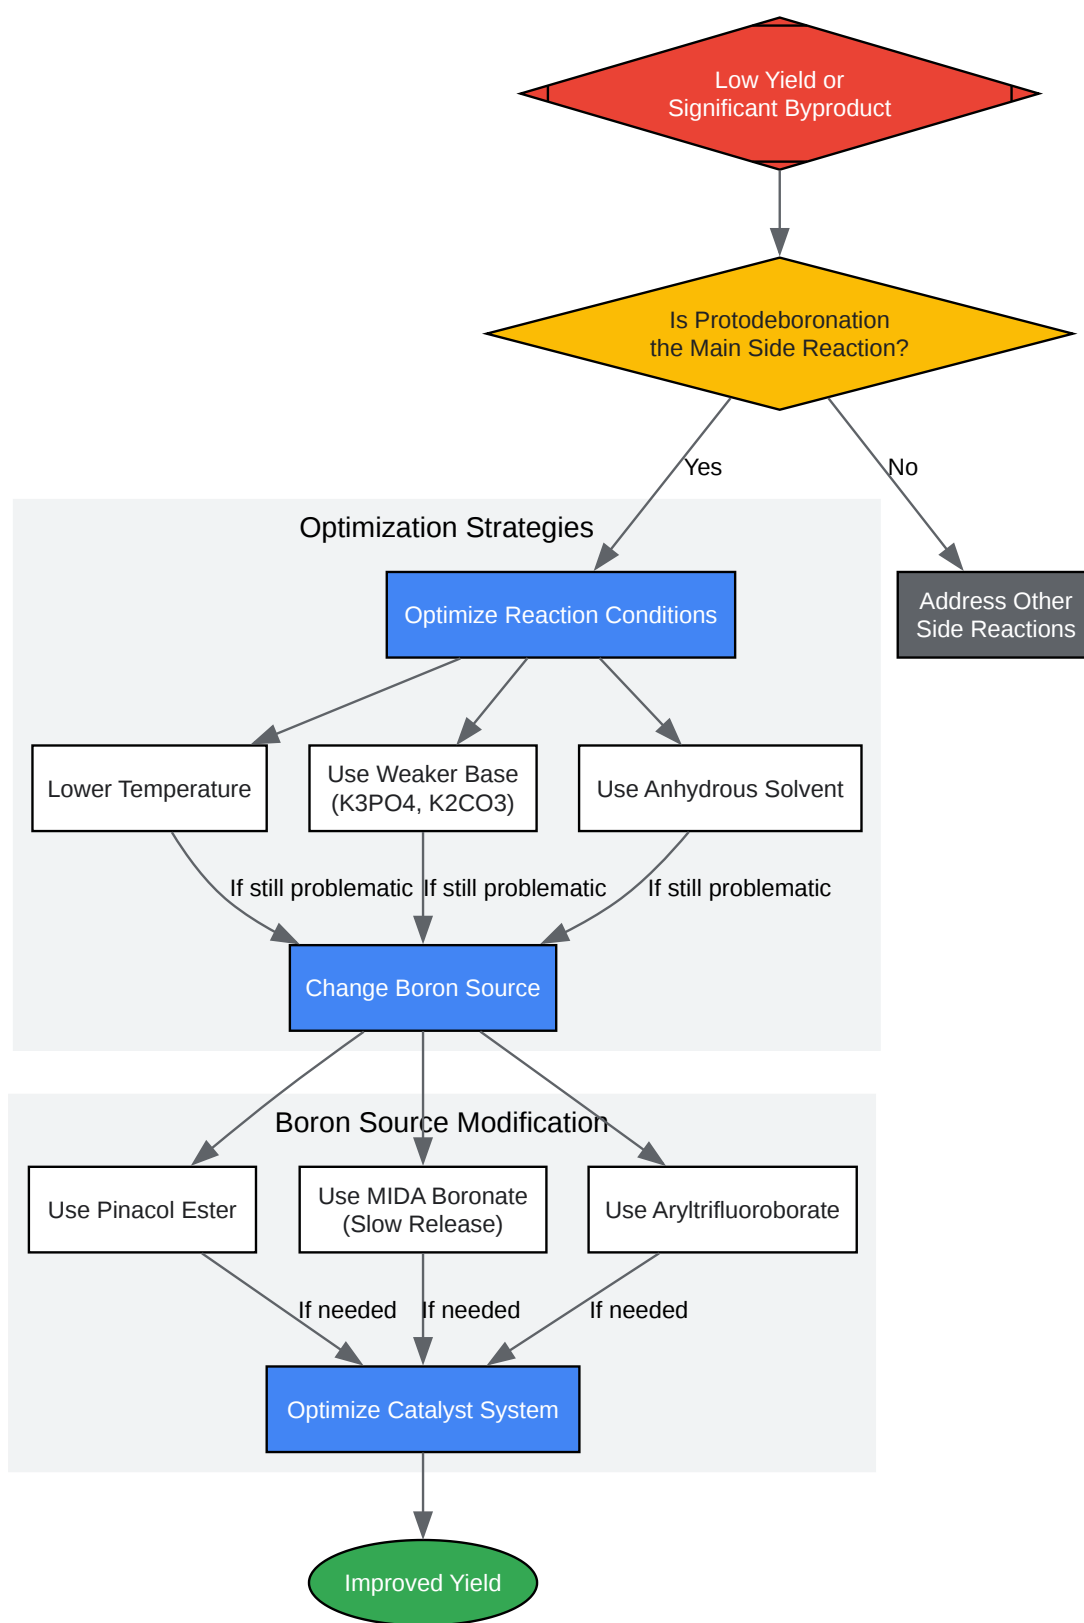 Low Yield or
Significant Byproduct
Is Protodeboronation
the Main Side Reaction?
Yes
No
Optimization Strategies
Optimize Reaction Conditions
Address Other
Side Reactions
Lower Temperature
Use Weaker Base
(K3PO4, K2CO3)
Use Anhydrous Solvent
If still problematic
If still problematic
If still problematic
Change Boron Source
Boron Source Modification
Use Pinacol Ester
Use MIDA Boronate
(Slow Release)
Use Aryltrifluoroborate
If needed
If needed
If needed
Optimize Catalyst System
Improved Yield